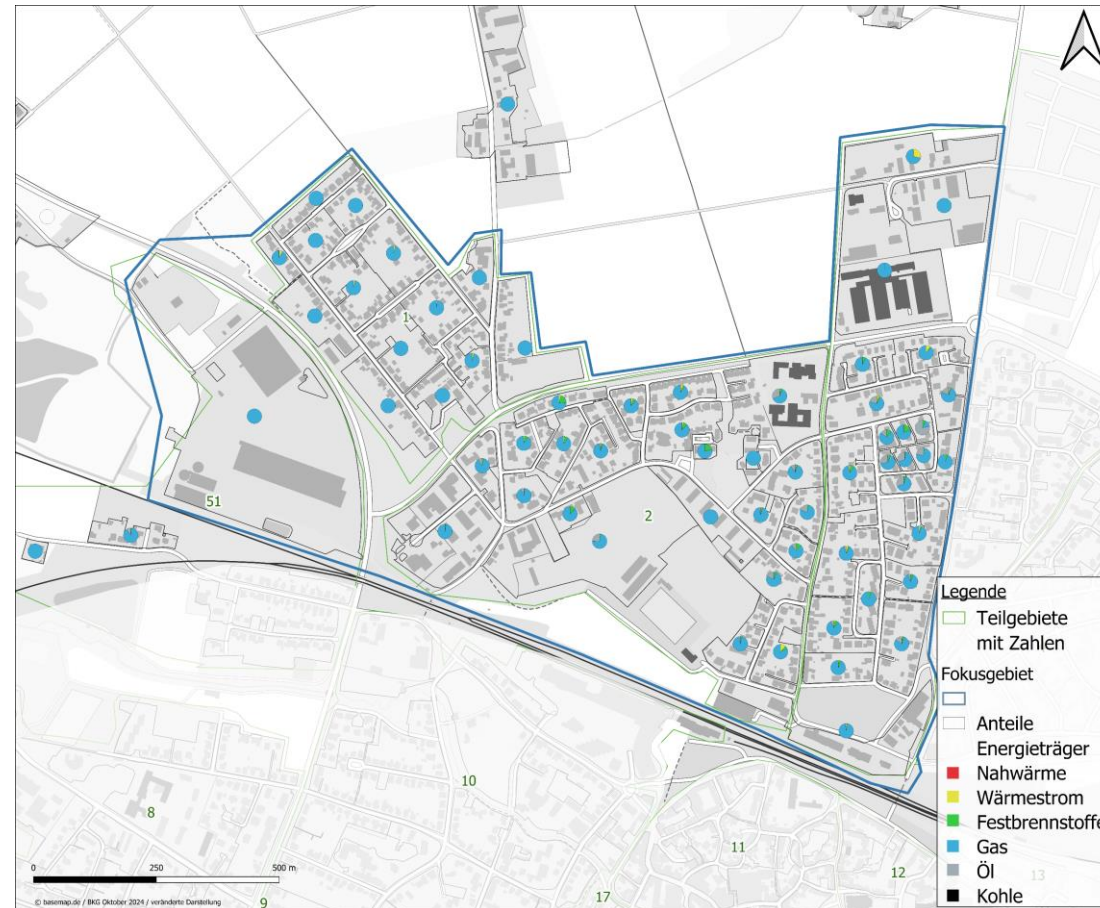 1
51
2
10
8
11
12
13
9
17
0
250
500 m
© basemap.de / BKG Oktober 2024 / veränderte Darstellung
Legende
Teilgebiete
mit Zahlen
Fokusgebiet
Anteile
Energieträger
Nahwärme
Wärmestrom
Festbrennstoffe
Gas
Öl
Kohle